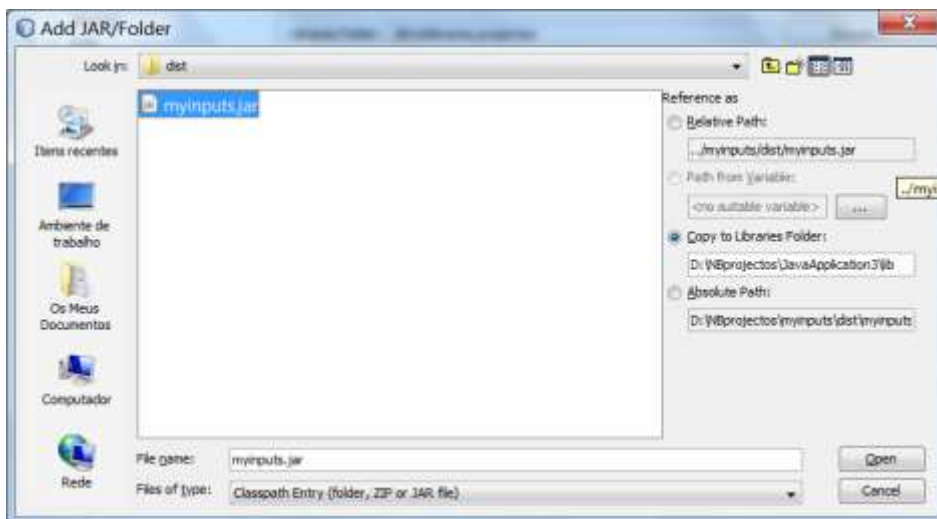 Add JAR/Folder
Look in:
dist
myinputs.jar
Itens recentes
Ambiente de
trabalho
Os Meus
Documentos
Computador
Rede
Reference as
Relative Path:
../myinputs/dist/myinputs.jar
Path from Variable:
<no suitable variable>
...
../myi
Copy to Libraries Folder:
D:\NBprojectos\JavaApplication3\lib
Absolute Path:
D:\NBprojectos\myinputs\dist\myinputs
File name:
myinputs.jar
Open
Files of type:
Classpath Entry (folder, ZIP or JAR file)
Cancel